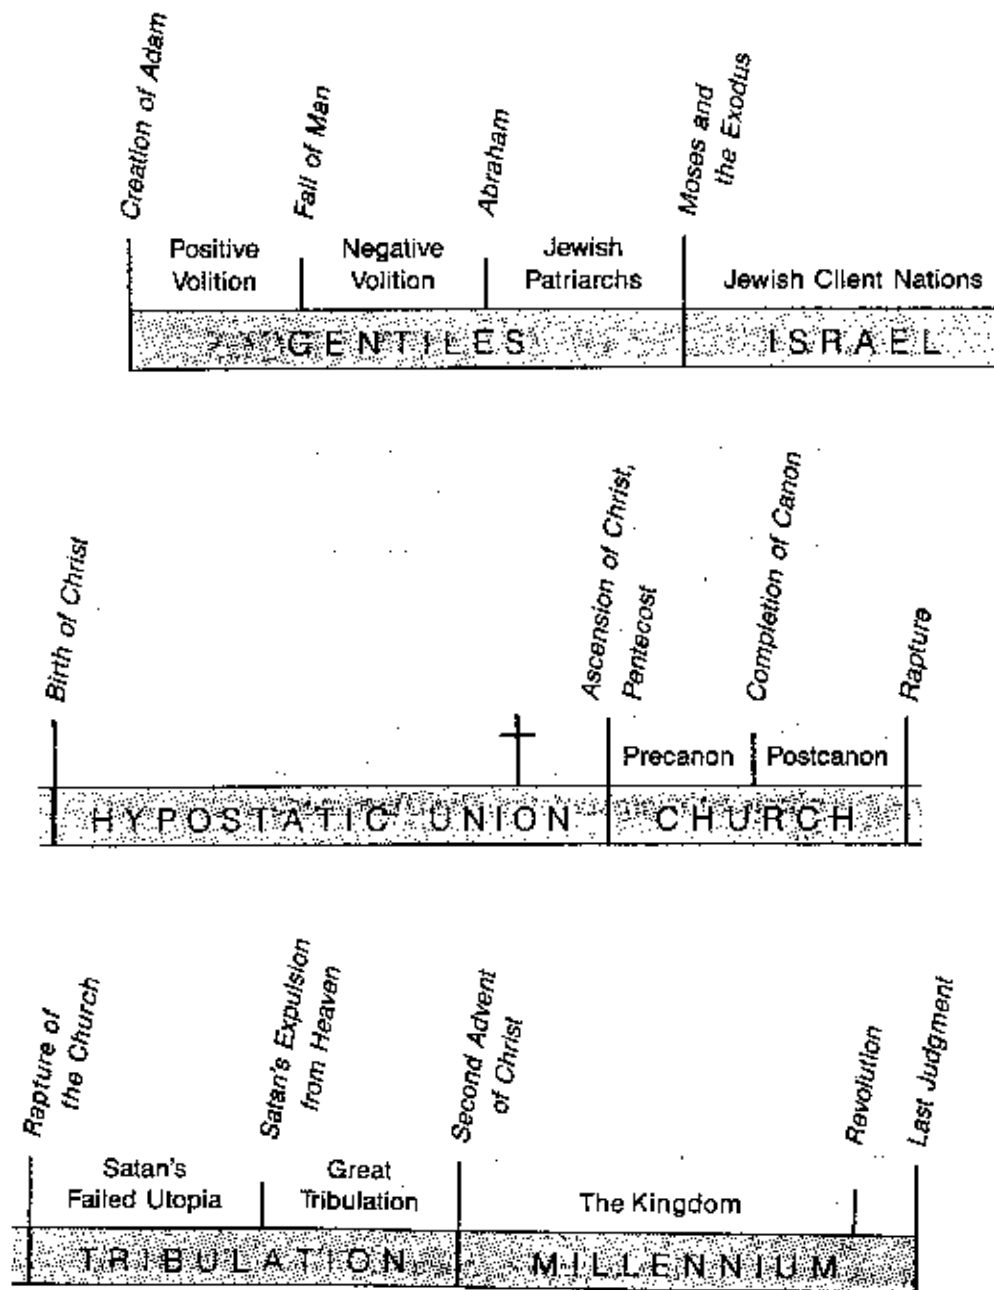 Creation of Adam
Fall of Man
Abraham
Moses and
the Exodus
Positive
Volition
Negative
Volition
Jewish
Patriarchs
Jewish Client Nations
GENTILES
ISRAEL
Birth of Christ
Ascension of Christ,
Pentecost
Completion of Canon
Rapture
Precanon
Postcanon
HYPOSTATIC UNION
CHURCH
Rapture of
the Church
Satan's Expulsion
from Heaven
Second Advent
of Christ
Revolution
Last Judgment
Satan's
Failed Utopia
Great
Tribulation
The Kingdom
TRIBULATION
MILLENNIUM